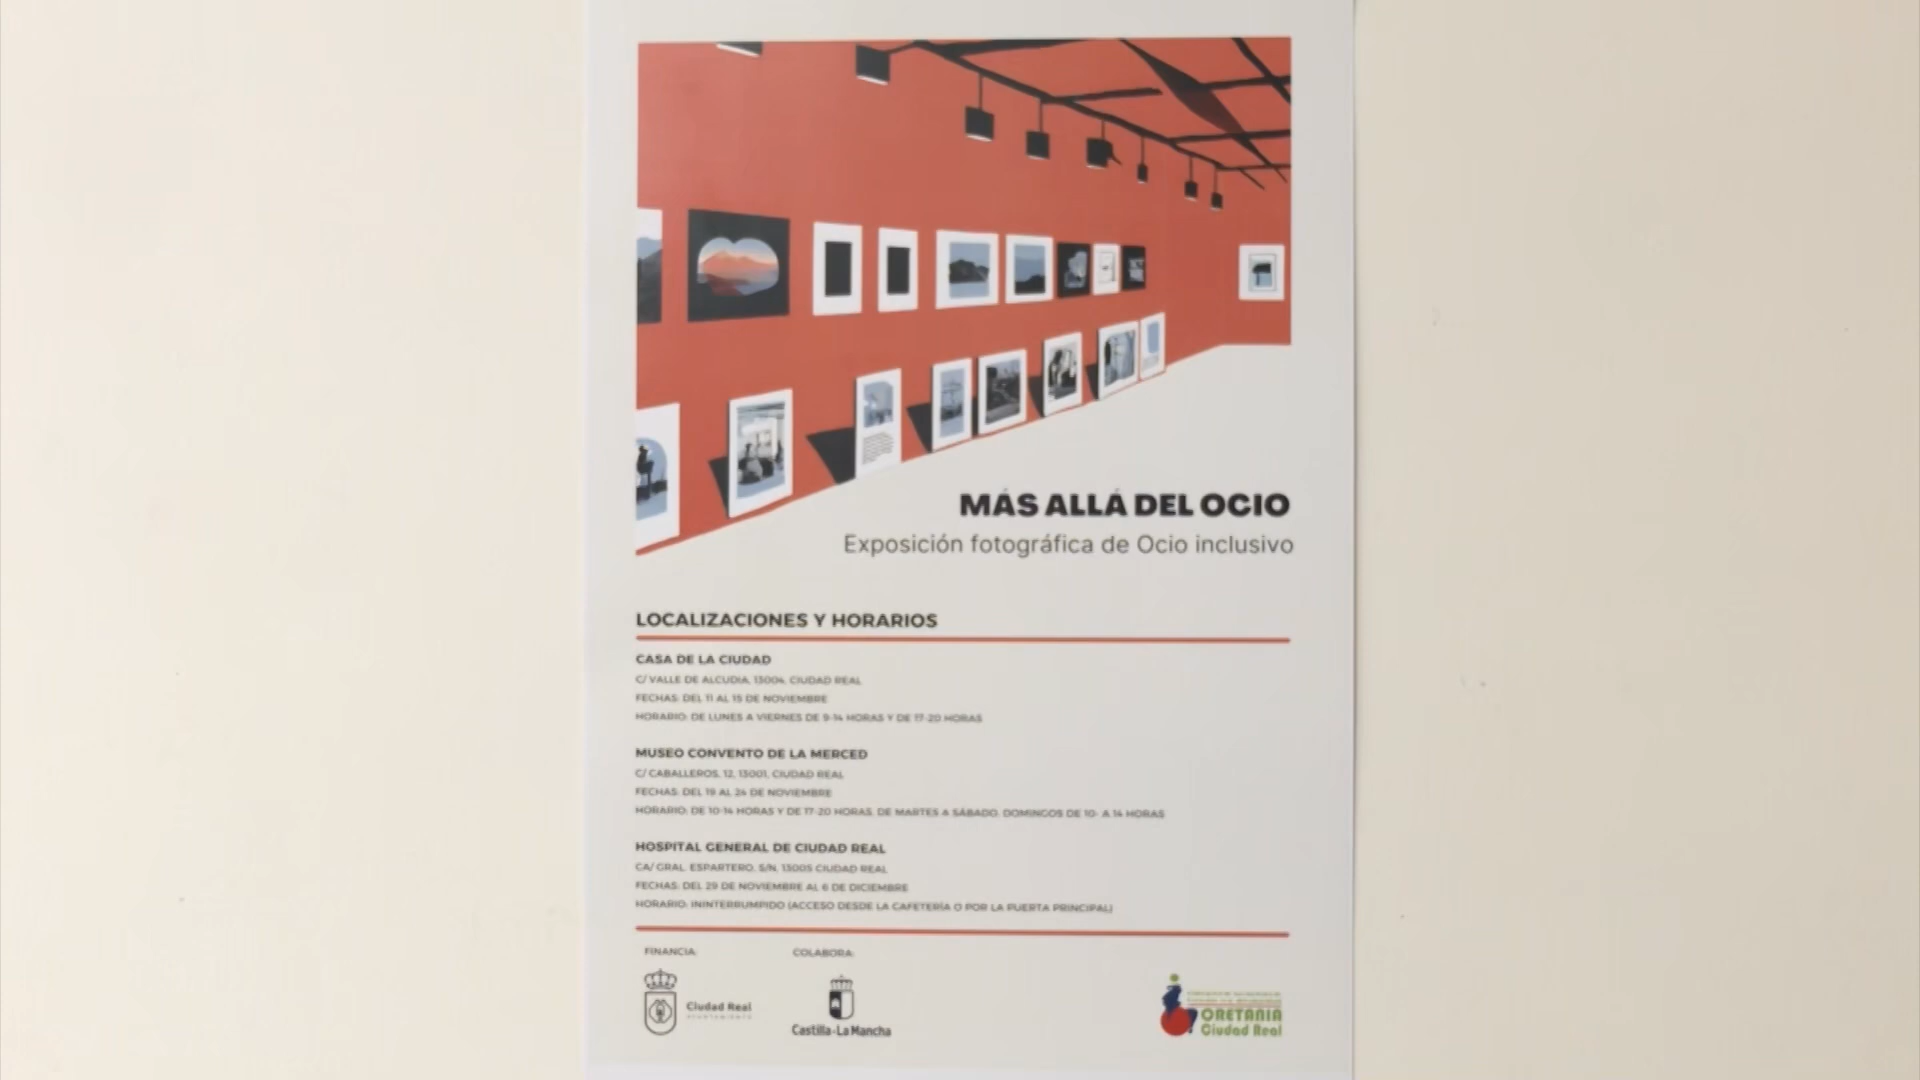 MÁS ALLÁ DEL OCIO
Exposición fotográfica de Ocio inclusivo
LOCALIZACIONES Y HORARIOS
CASA DE LA CIUDAD
C/ VALLE DE ALCUDIA, 13004, CIUDAD REAL
FECHAS: DEL 11 AL 15 DE NOVIEMBRE
HORARIO: DE LUNES A VIERNES DE 9-14 HORAS Y DE 17-20 HORAS
MUSEO CONVENTO DE LA MERCED
C/ CABALLEROS, 12, 13001, CIUDAD REAL
FECHAS: DEL 19 AL 24 DE NOVIEMBRE
HORARIO: DE 10-14 HORAS Y DE 17-20 HORAS, DE MARTES A SÁBADO. DOMINGOS DE 10- A 14 HORAS
HOSPITAL GENERAL DE CIUDAD REAL
CA/ GRAL. ESPARTERO, S/N, 13005 CIUDAD REAL
FECHAS: DEL 29 DE NOVIEMBRE AL 6 DE DICIEMBRE
HORARIO: ININTERRUMPIDO (ACCESO DESDE LA CAFETERÍA O POR LA PUERTA PRINCIPAL)
FINANCIA:
COLABORA:
Ciudad Real
AYUNTAMIENTO
Castilla-La Mancha
ORETANIA
Ciudad Real